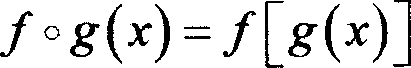 f ∘ g(x) = f[g(x)]